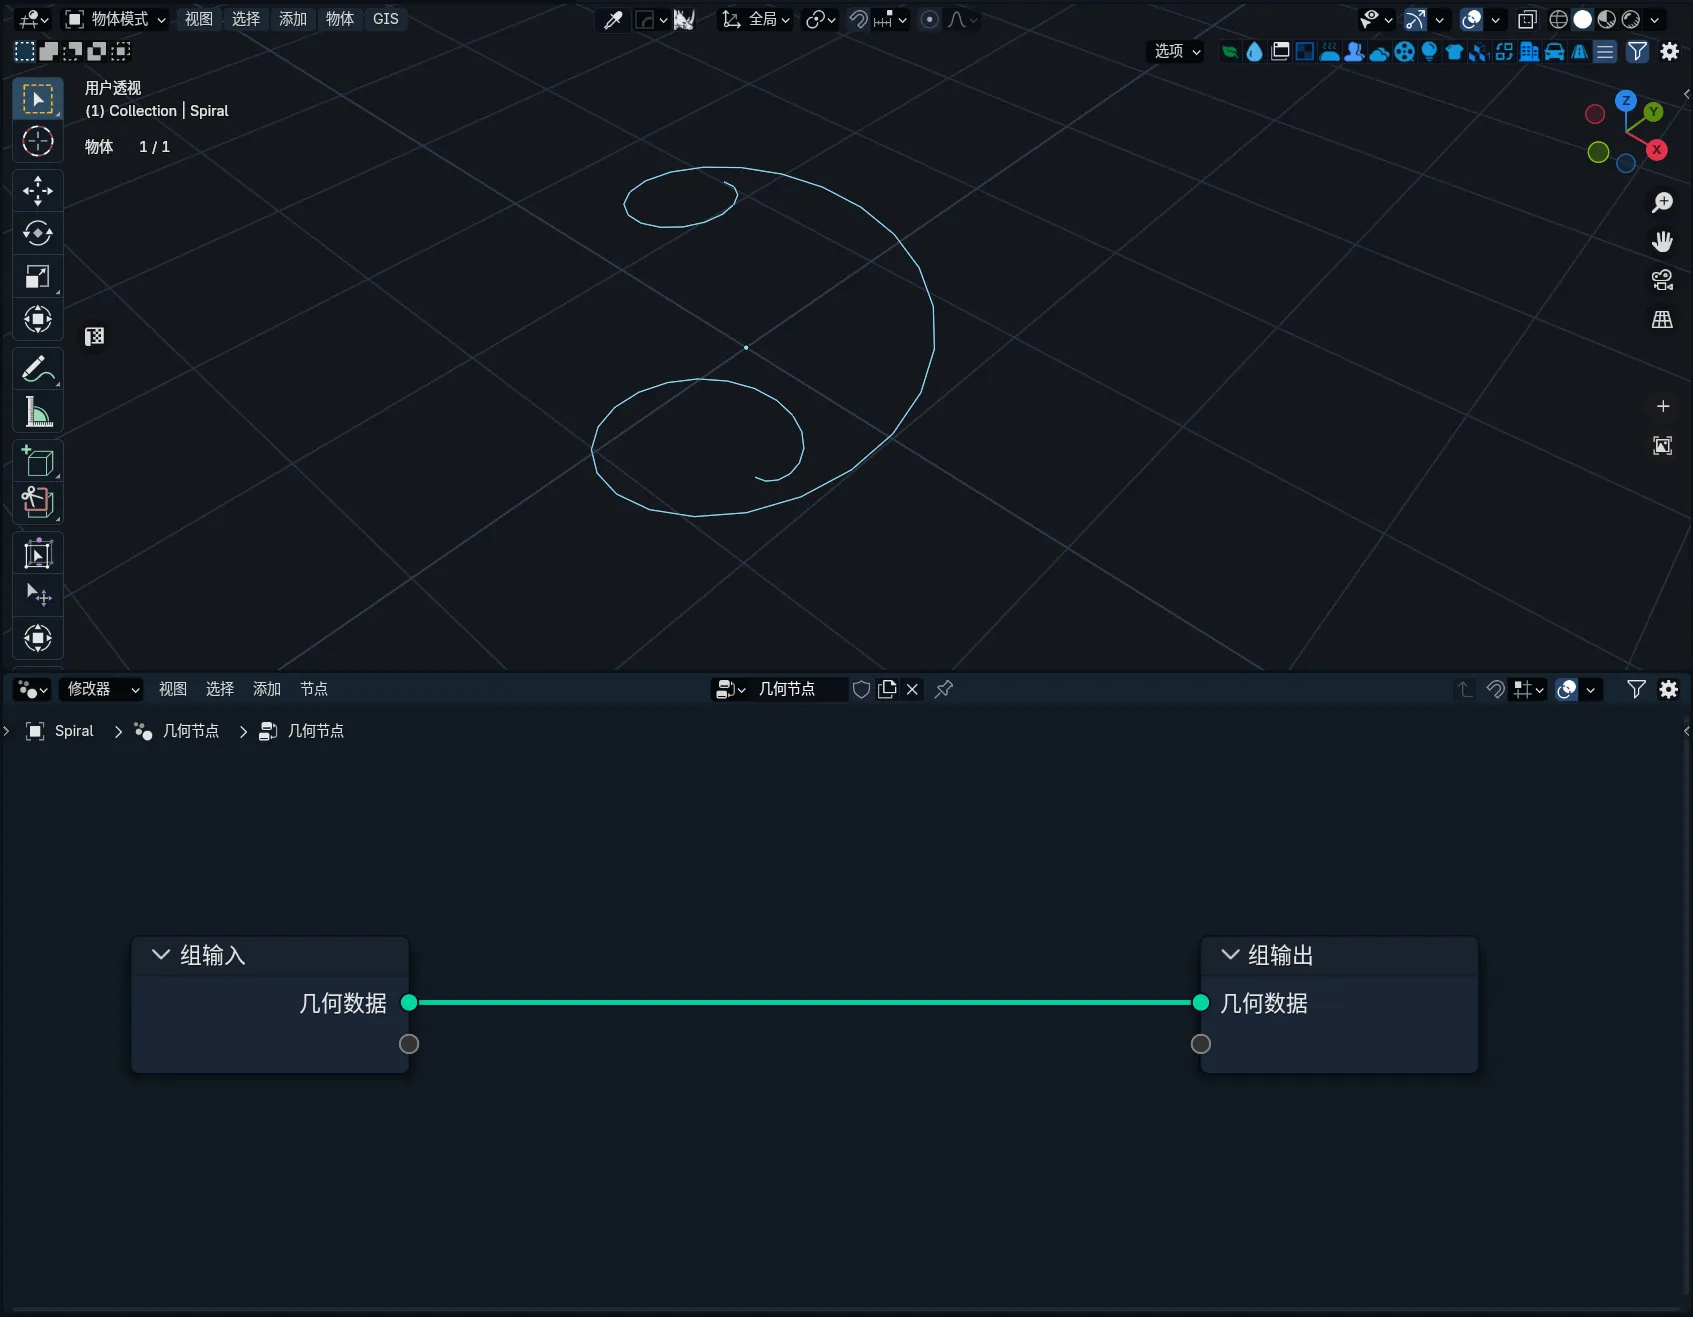 物体模式 视图 选择 添加 物体 GIS 全局
选项
用户透视
(1) Collection | Spiral
物体 1 / 1
Z
Y
X
修改器 视图 选择 添加 节点 几何节点
Spiral 几何节点 几何节点
组输入
几何数据
组输出
几何数据